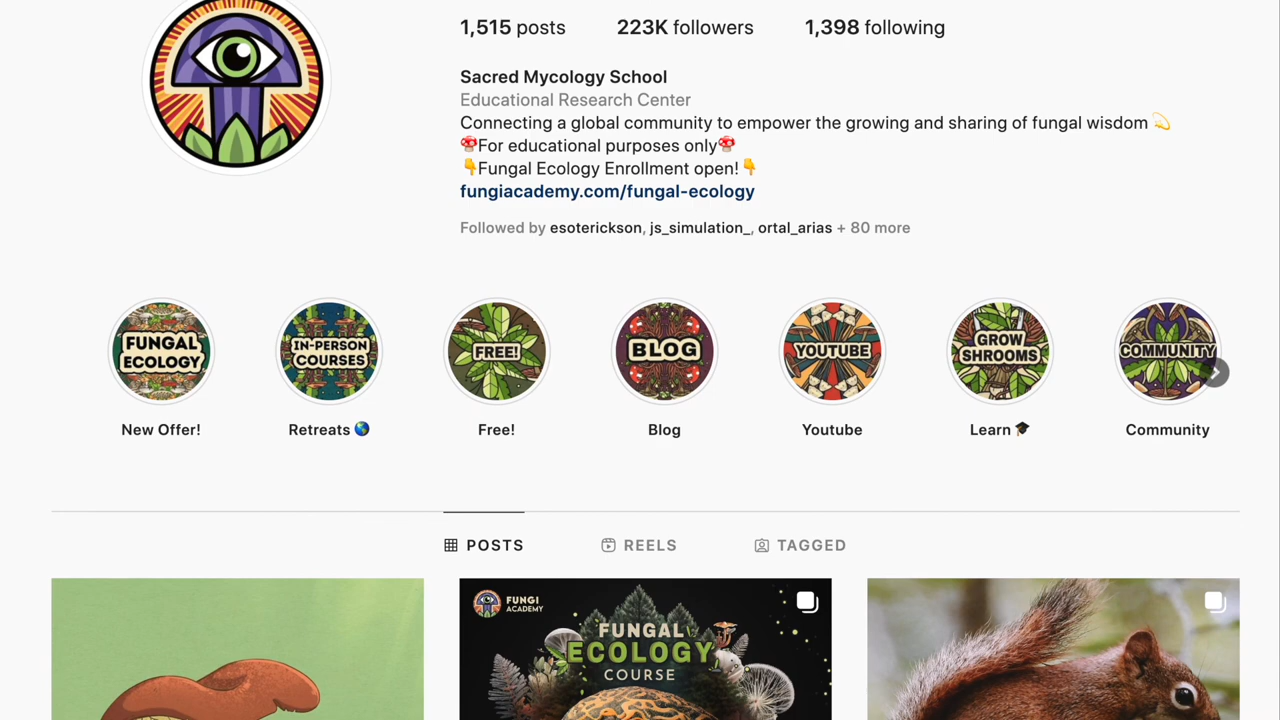 1,515 posts 223K followers 1,398 following
Sacred Mycology School
Educational Research Center
Connecting a global community to empower the growing and sharing of fungal wisdom 💫
🍄For educational purposes only🍄
👇Fungal Ecology Enrollment open!👇
fungiacademy.com/fungal-ecology
Followed by esoterickson, js_simulation_, ortal_arias + 80 more
FUNGAL
ECOLOGY
IN-PERSON
COURSES
FREE!
BLOG
YOUTUBE
GROW
SHROOMS
COMMUNITY
New Offer! Retreats 🌎 Free! Blog Youtube Learn 🎓 Community
POSTS REELS TAGGED
FUNGI
ACADEMY
FUNGAL
ECOLOGY
COURSE